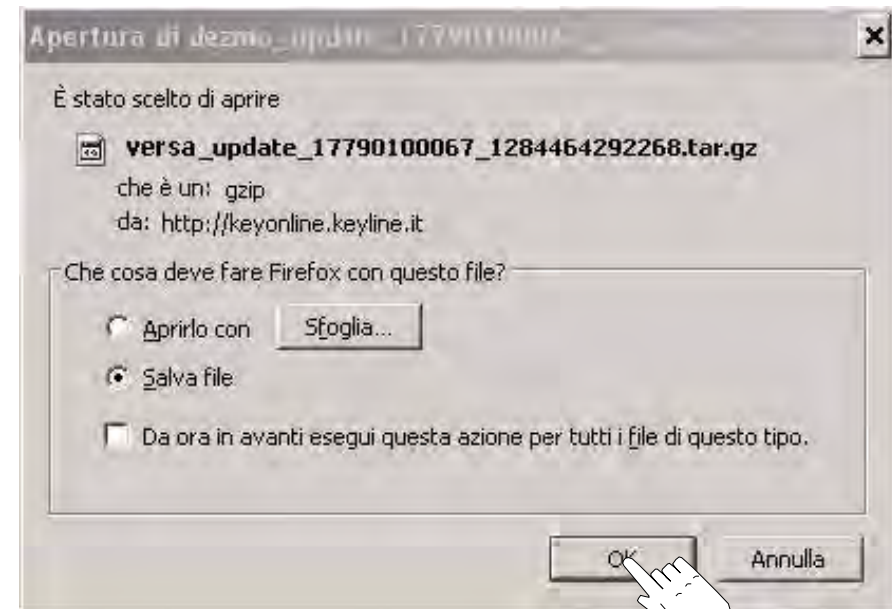 Apertura di dezmo_update_17790100067_
È stato scelto di aprire
versa_update_17790100067_1284464292268.tar.gz
che è un: gzip
da: http://keyonline.keyline.it
Che cosa deve fare Firefox con questo file?
Aprirlo con Sfoglia...
Salva file
Da ora in avanti esegui questa azione per tutti i file di questo tipo.
OK Annulla